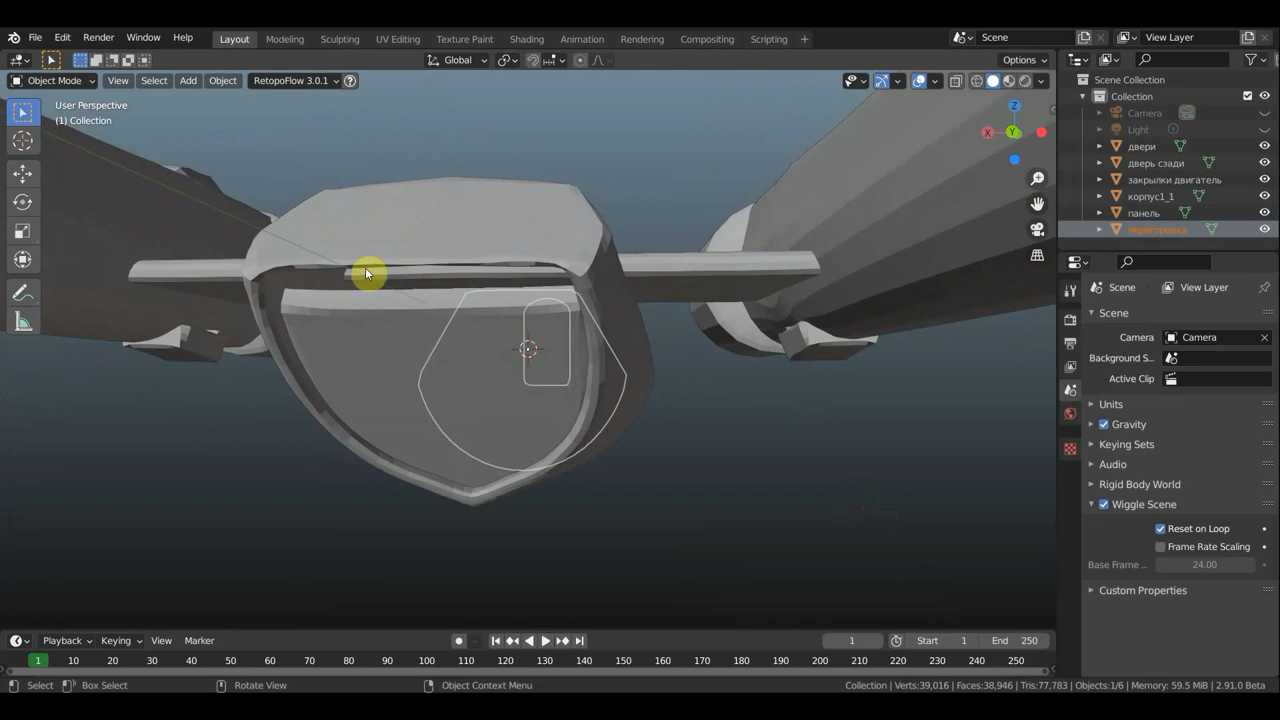 File Edit Render Window Help Layout Modeling Sculpting UV Editing Texture Paint Shading Animation Rendering Compositing Scripting + Scene View Layer
Global Options
Object Mode View Select Add Object RetopoFlow 3.0.1
User Perspective
(1) Collection
Z
X
Y
Scene Collection
Collection
Camera
Light
двери
дверь сзади
закрылки двигатель
корпус1_1
панель
перегородка
Scene View Layer
Scene
Camera Camera
Background S...
Active Clip
Units
Gravity
Keying Sets
Audio
Rigid Body World
Wiggle Scene
Reset on Loop
Frame Rate Scaling
Base Frame ... 24.00
Custom Properties
Playback Keying View Marker 1 Start 1 End 250
1 10 20 30 40 50 60 70 80 90 100 110 120 130 140 150 160 170 180 190 200 210 220 230 240 250
Select Box Select Rotate View Object Context Menu Collection | Verts:39,016 | Faces:38,946 | Tris:77,783 | Objects:1/6 | Memory: 59.5 MiB | 2.91.0 Beta